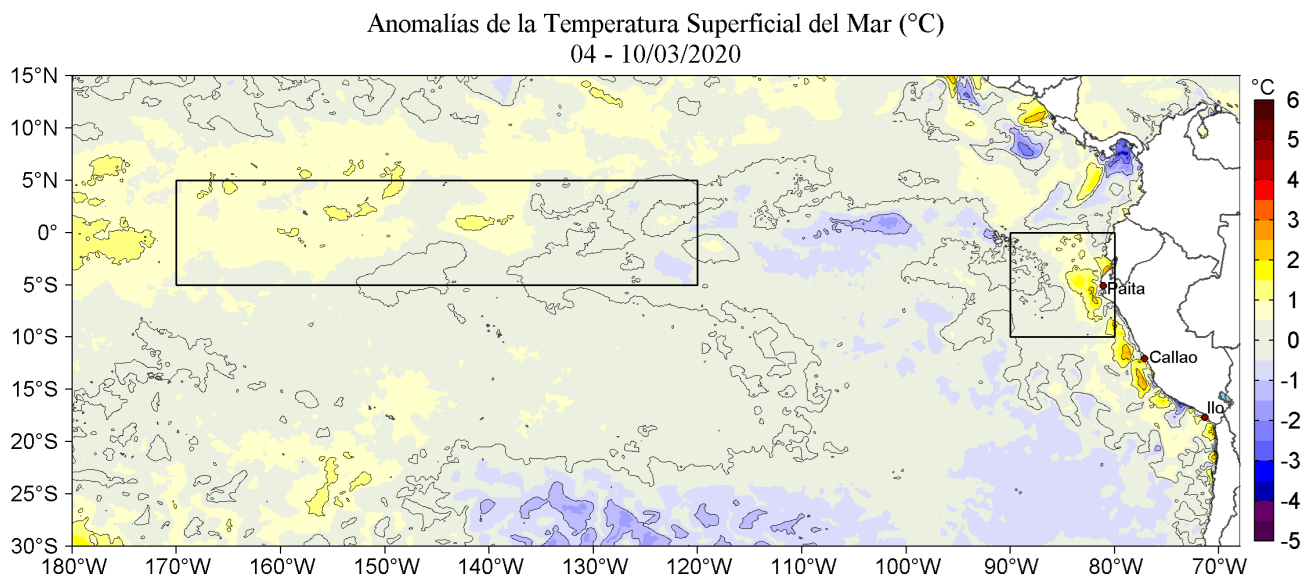 Anomalías de la Temperatura Superficial del Mar (°C)
04 - 10/03/2020
15°N
10°N
5°N
0°
5°S
10°S
15°S
20°S
25°S
30°S
180°W
170°W
160°W
150°W
140°W
130°W
120°W
110°W
100°W
90°W
80°W
70°W
Paita
Callao
Ilo
°C
6
5
4
3
2
1
0
-1
-2
-3
-4
-5